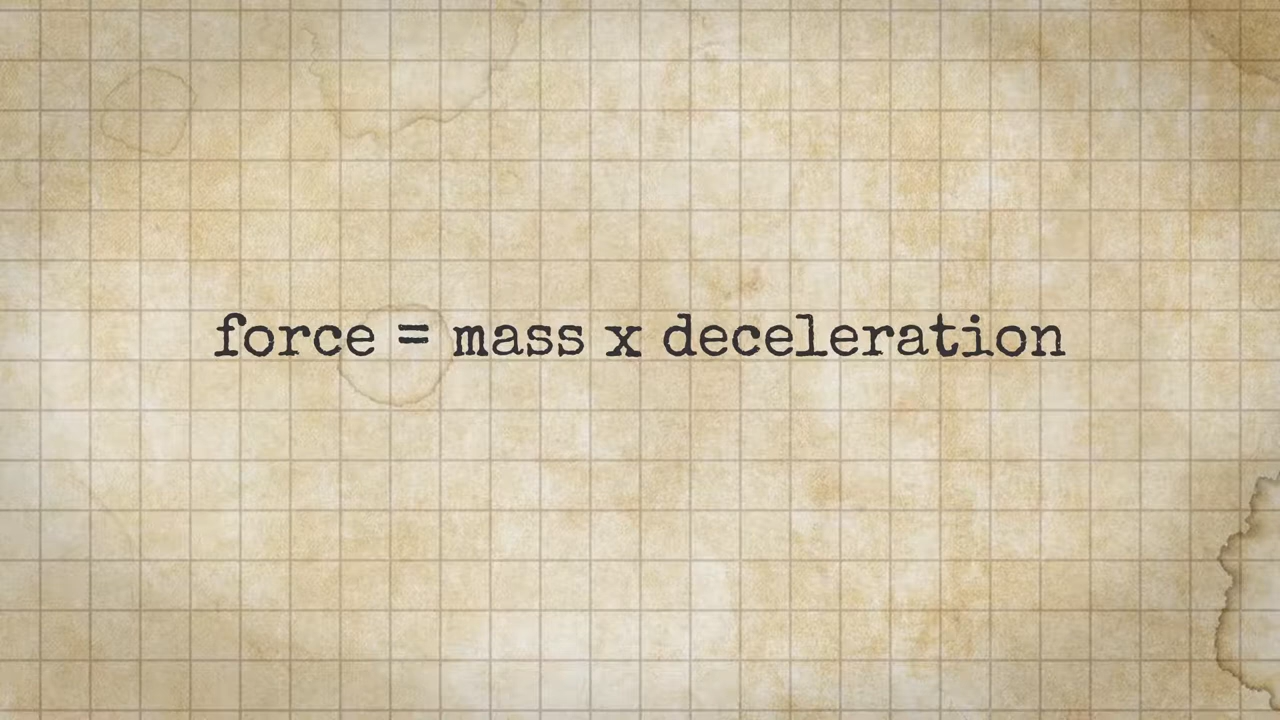 force = mass x deceleration